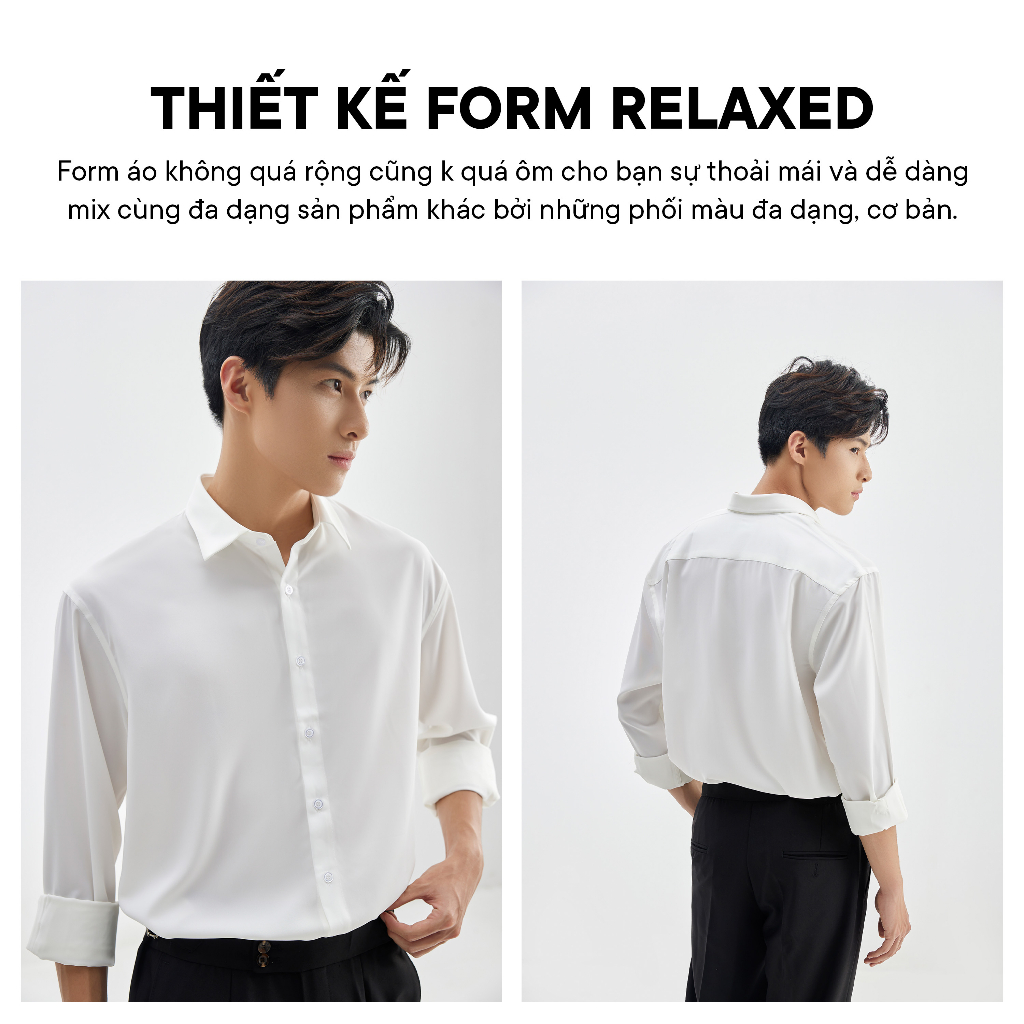 THIẾT KẾ FORM RELAXED
Form áo không quá rộng cũng k quá ôm cho bạn sự thoải mái và dễ dàng
mix cùng đa dạng sản phẩm khác bởi những phối màu đa dạng, cơ bản.